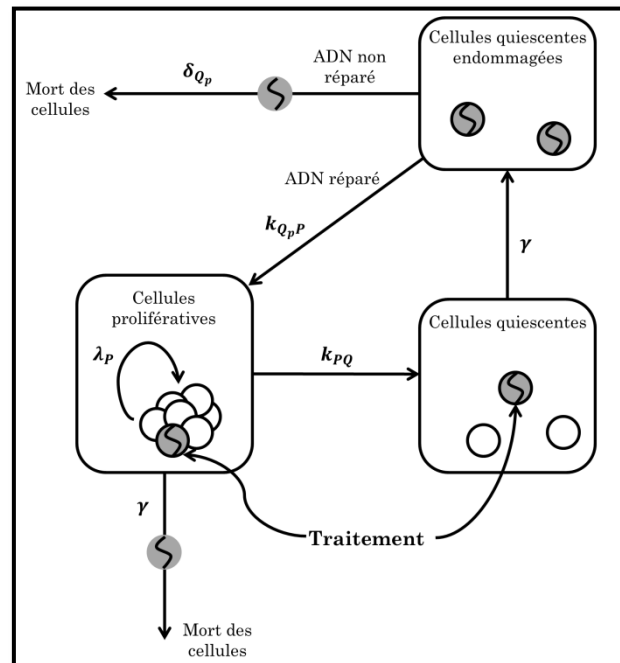 Cellules quiescentes
endommagées
ADN non
réparé
δ_{Q_p}
Mort des
cellules
ADN réparé
k_{Q_pP}
γ
Cellules
prolifératives
λ_P
k_{PQ}
Cellules quiescentes
γ
Traitement
Mort des
cellules